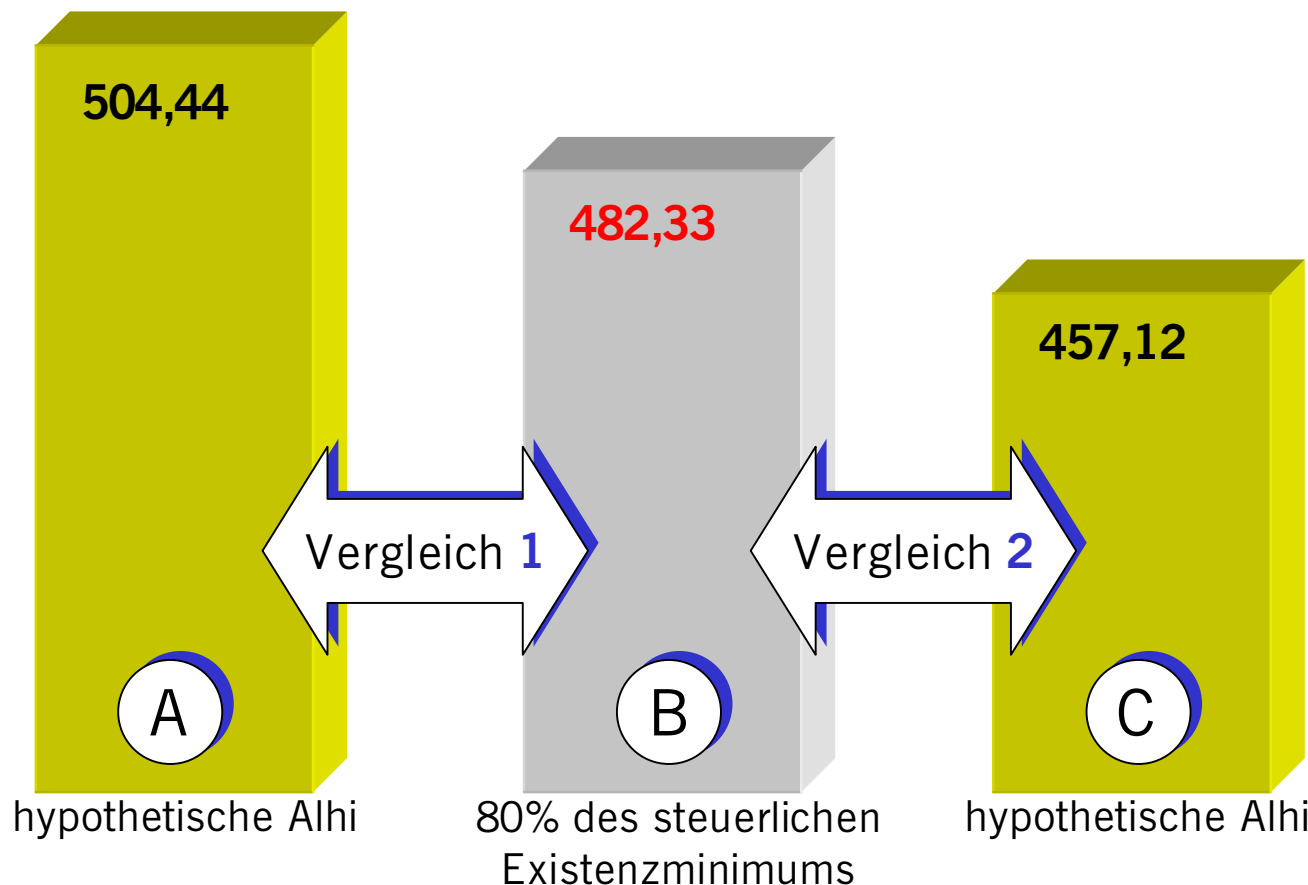 504,44
482,33
457,12
Vergleich 1
Vergleich 2
A
B
C
hypothetische Alhi
80% des steuerlichen
Existenzminimums
hypothetische Alhi